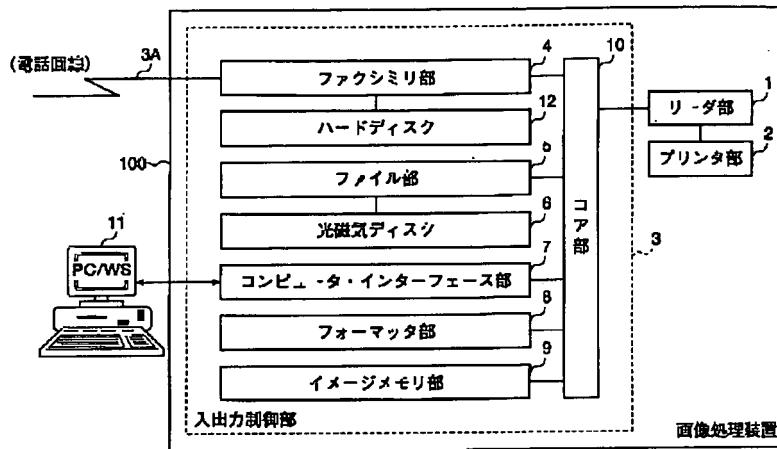 (電話回線)
3A
4
ファクシミリ部
12
ハードディスク
5
ファイル部
6
光磁気ディスク
7
コンピュータ・インターフェース部
8
フォーマッタ部
9
イメージメモリ部
10
コア部
1
リーダ部
2
プリンタ部
3
100
11
PC/WS
入出力制御部
画像処理装置